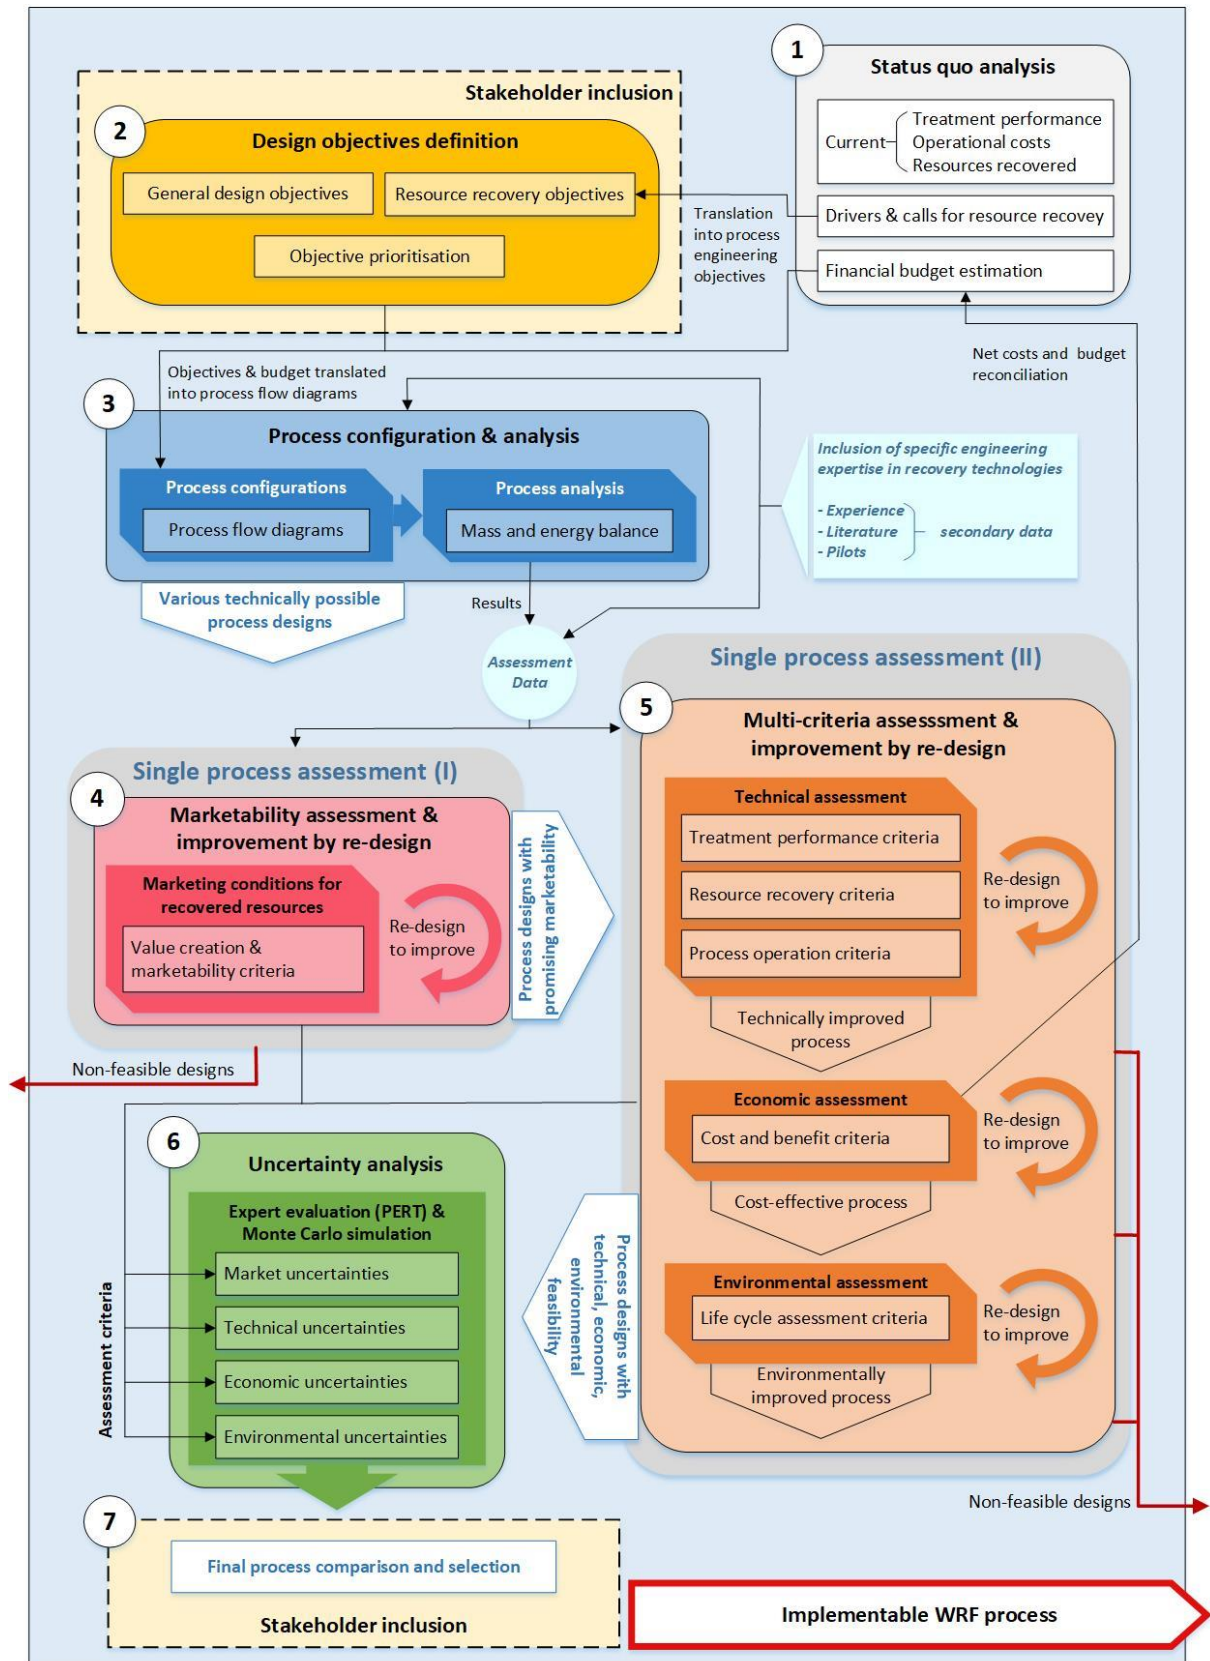 1
Status quo analysis
Current
Treatment performance
Operational costs
Resources recovered
Drivers & calls for resource recovey
Financial budget estimation
Stakeholder inclusion
2
Design objectives definition
General design objectives
Resource recovery objectives
Objective prioritisation
Translation
into process
engineering
objectives
Net costs and budget
reconciliation
Objectives & budget translated
into process flow diagrams
3
Process configuration & analysis
Process configurations
Process flow diagrams
Process analysis
Mass and energy balance
Inclusion of specific engineering
expertise in recovery technologies
- Experience
- Literature
- Pilots
secondary data
Various technically possible
process designs
Results
Assessment
Data
Single process assessment (I)
4
Marketability assessment &
improvement by re-design
Marketing conditions for
recovered resources
Value creation &
marketability criteria
Re-design
to improve
Process designs with
promising marketability
Non-feasible designs
Single process assessment (II)
5
Multi-criteria assesssment &
improvement by re-design
Technical assessment
Treatment performance criteria
Resource recovery criteria
Process operation criteria
Re-design
to improve
Technically improved
process
Economic assessment
Cost and benefit criteria
Re-design
to improve
Cost-effective process
Environmental assessment
Life cycle assessment criteria
Re-design
to improve
Environmentally
improved process
Non-feasible designs
Process designs with
technical, economic,
environmental
feasibility
6
Uncertainty analysis
Expert evaluation (PERT) &
Monte Carlo simulation
Market uncertainties
Technical uncertainties
Economic uncertainties
Environmental uncertainties
Assessment criteria
7
Final process comparison and selection
Stakeholder inclusion
Implementable WRF process